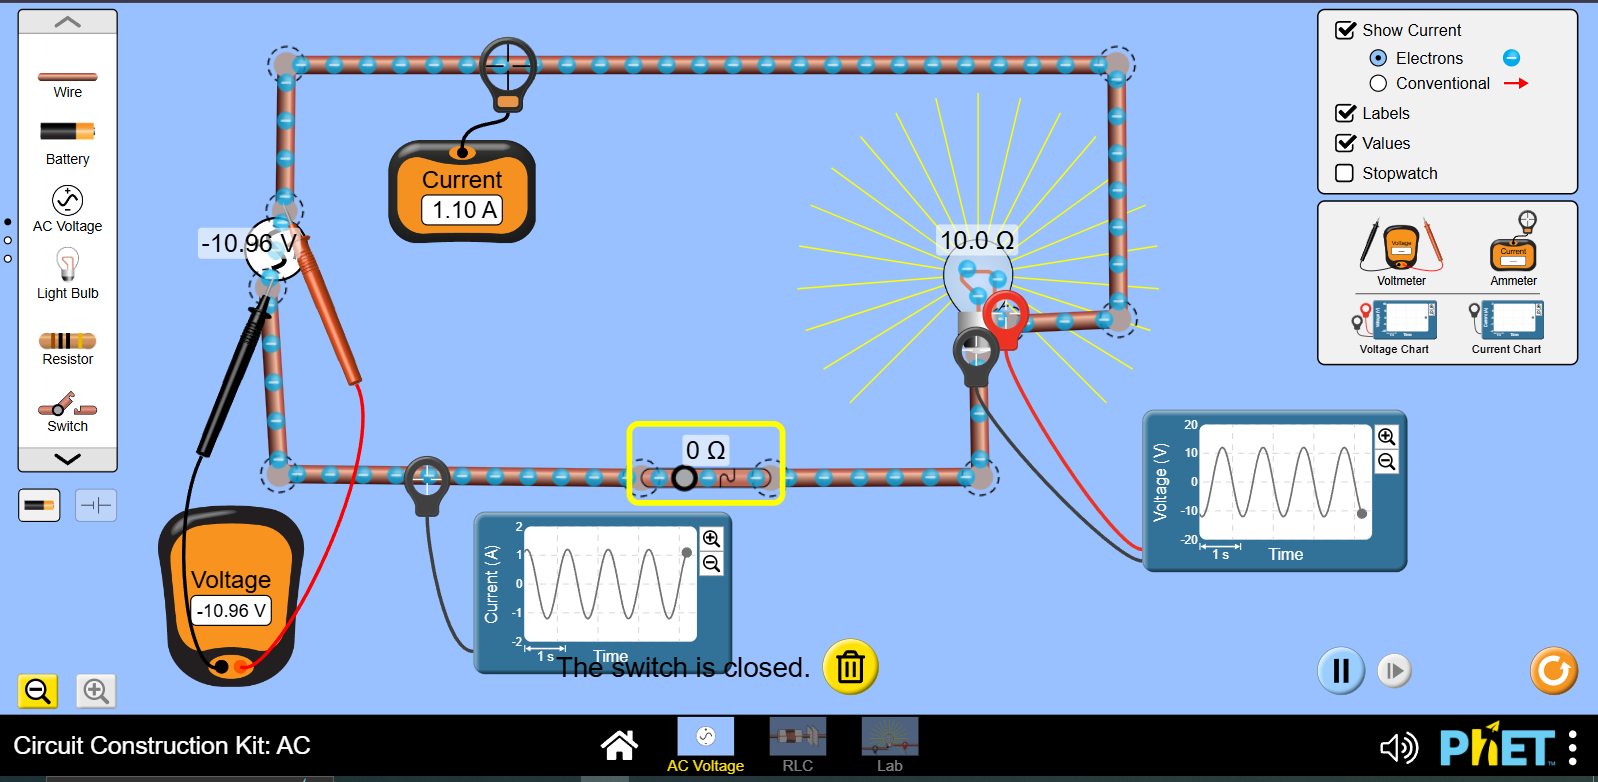 Wire
Battery
AC Voltage
Light Bulb
Resistor
Switch
Current
1.10 A
-10.96 V
10.0 Ω
0 Ω
Voltage
-10.96 V
Current (A)
2
1
0
-1
-2
1 s
Time
The switch is closed.
Voltage (V)
20
10
0
-10
-20
1 s
Time
Show Current
Electrons
Conventional
Labels
Values
Stopwatch
Voltage
Current
Voltmeter
Ammeter
Voltage Chart
Current Chart
Circuit Construction Kit: AC
AC Voltage
RLC
Lab
PhET